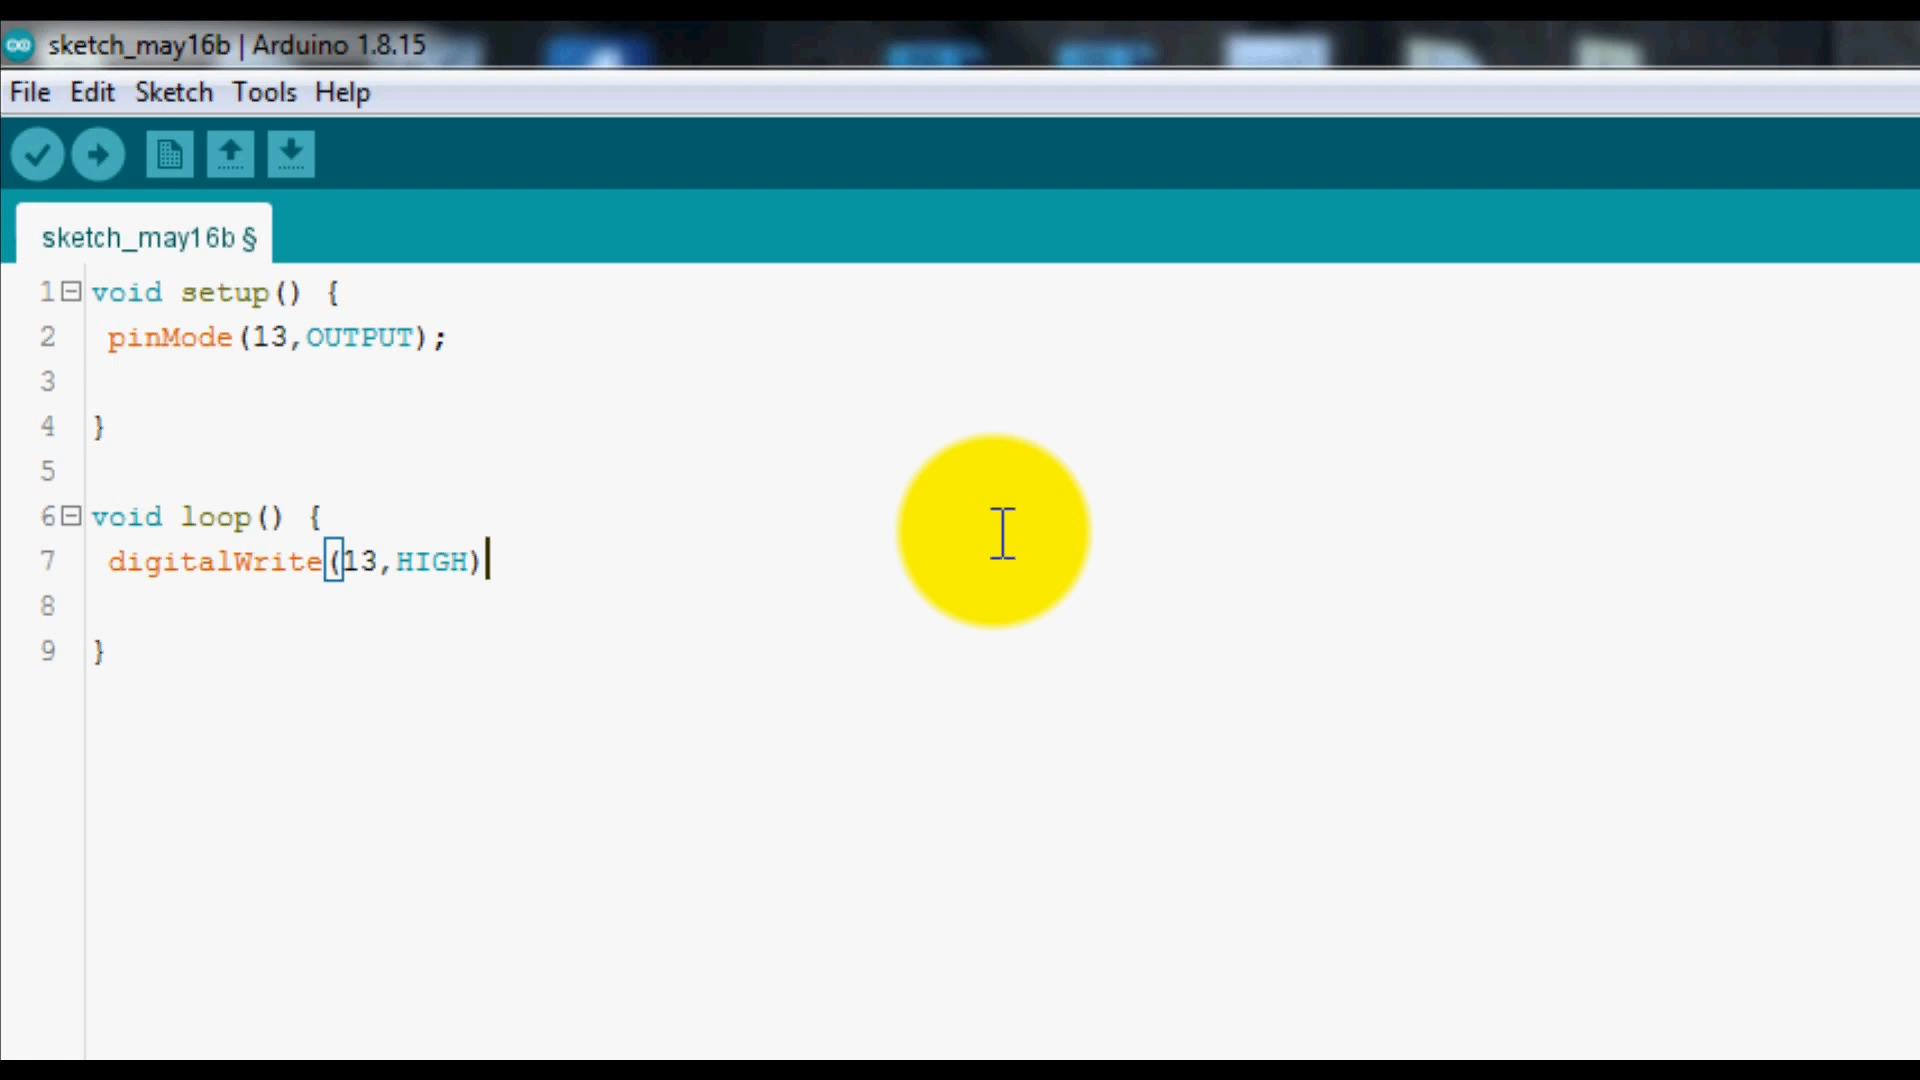 sketch_may16b | Arduino 1.8.15
File Edit Sketch Tools Help
sketch_may16b §
1 void setup() {
2 pinMode(13,OUTPUT);
3
4 }
5
6 void loop() {
7 digitalWrite(13,HIGH)
8
9 }